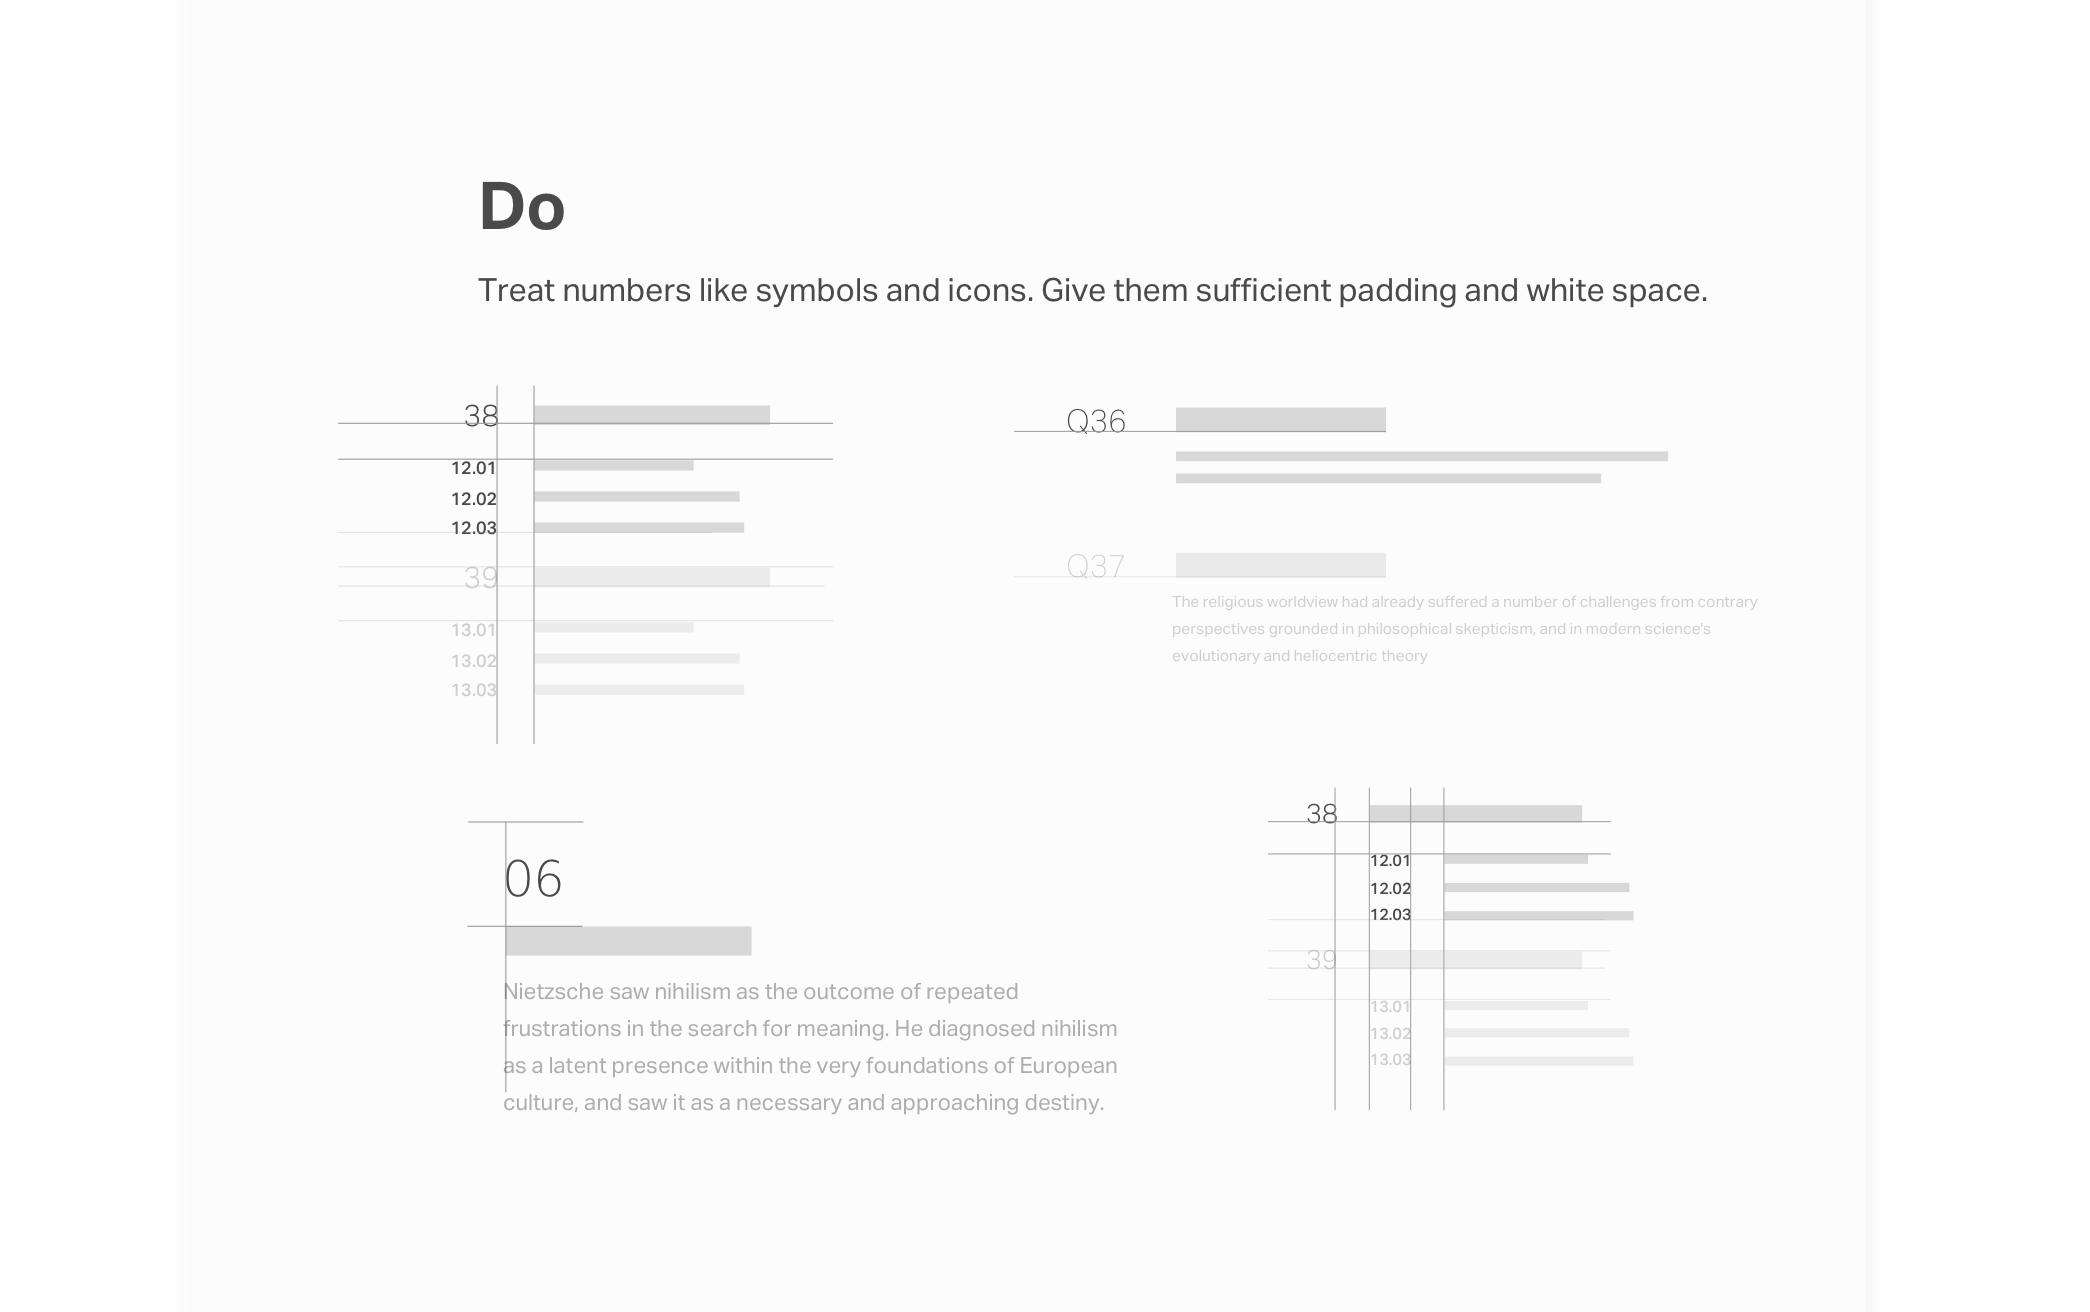 Do
Treat numbers like symbols and icons. Give them sufficient padding and white space.
38
12.01
12.02
12.03
39
13.01
13.02
13.03
Q36
Q37
The religious worldview had already suffered a number of challenges from contrary
perspectives grounded in philosophical skepticism, and in modern science's
evolutionary and heliocentric theory
06
Nietzsche saw nihilism as the outcome of repeated
frustrations in the search for meaning. He diagnosed nihilism
as a latent presence within the very foundations of European
culture, and saw it as a necessary and approaching destiny.
38
12.01
12.02
12.03
39
13.01
13.02
13.03